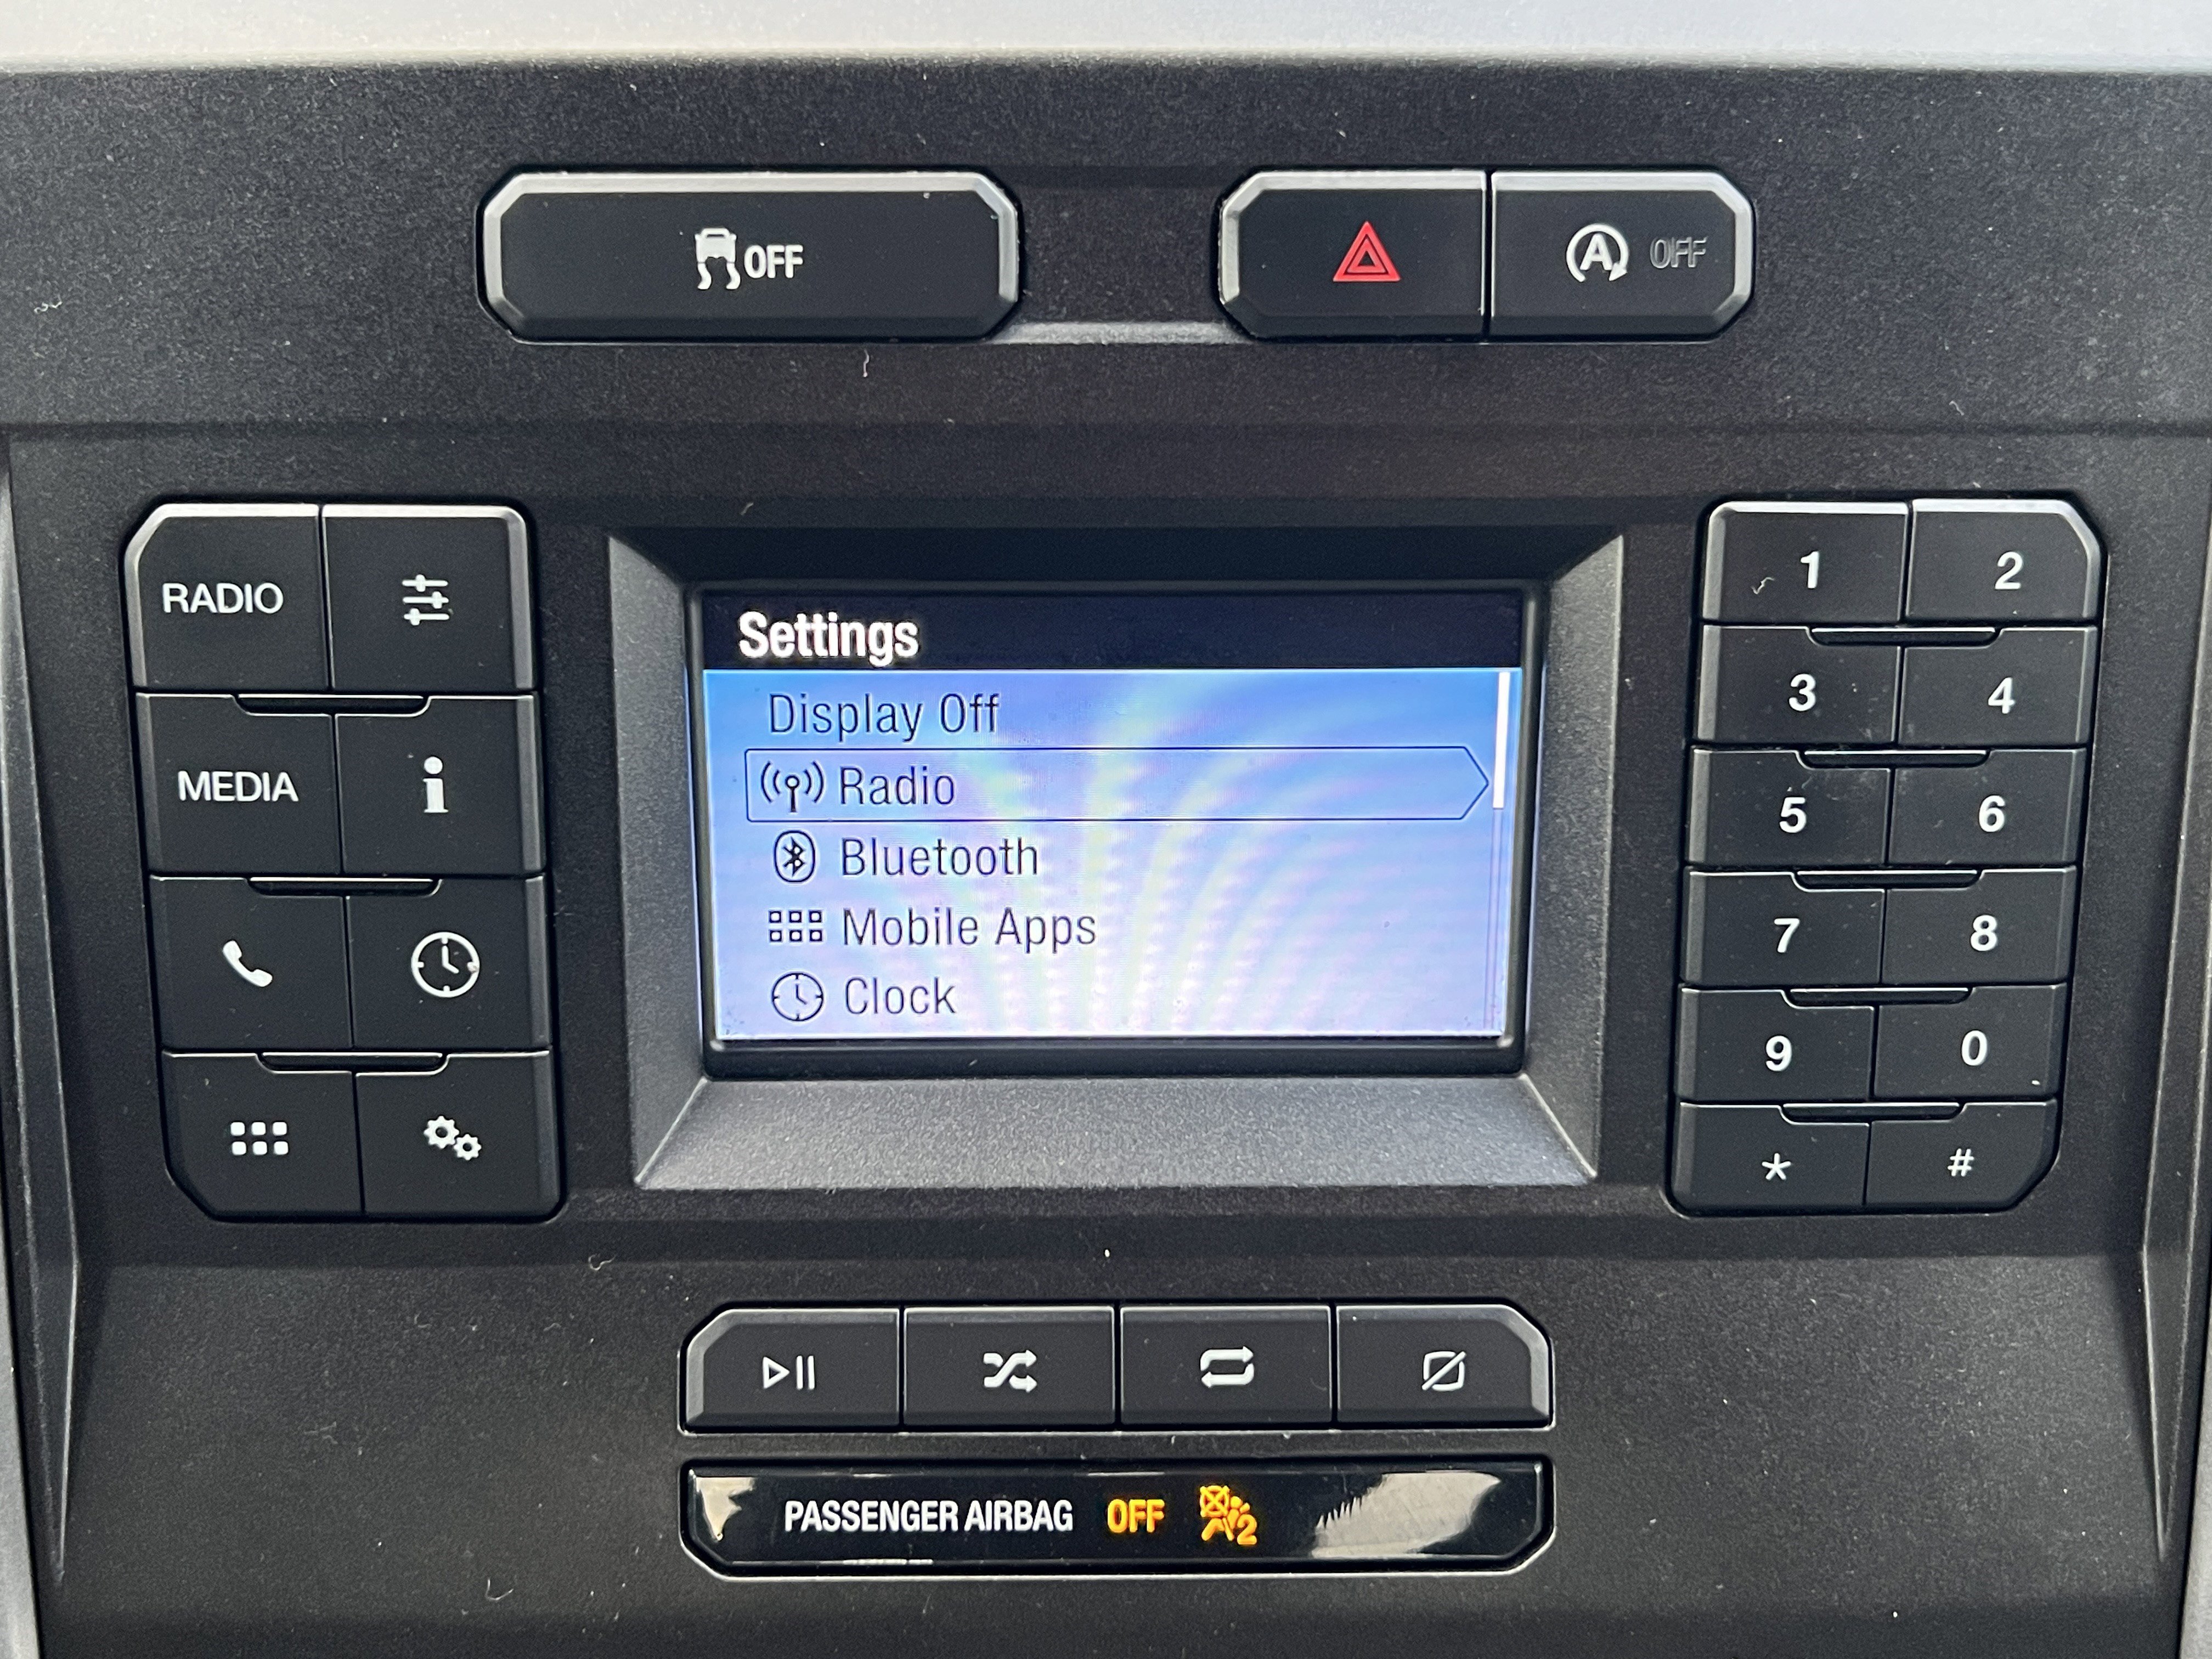 OFF
A OFF
RADIO
MEDIA
i
Settings
Display Off
Radio
Bluetooth
Mobile Apps
Clock
1 2
3 4
5 6
7 8
9 0
* #
PASSENGER AIRBAG OFF 2